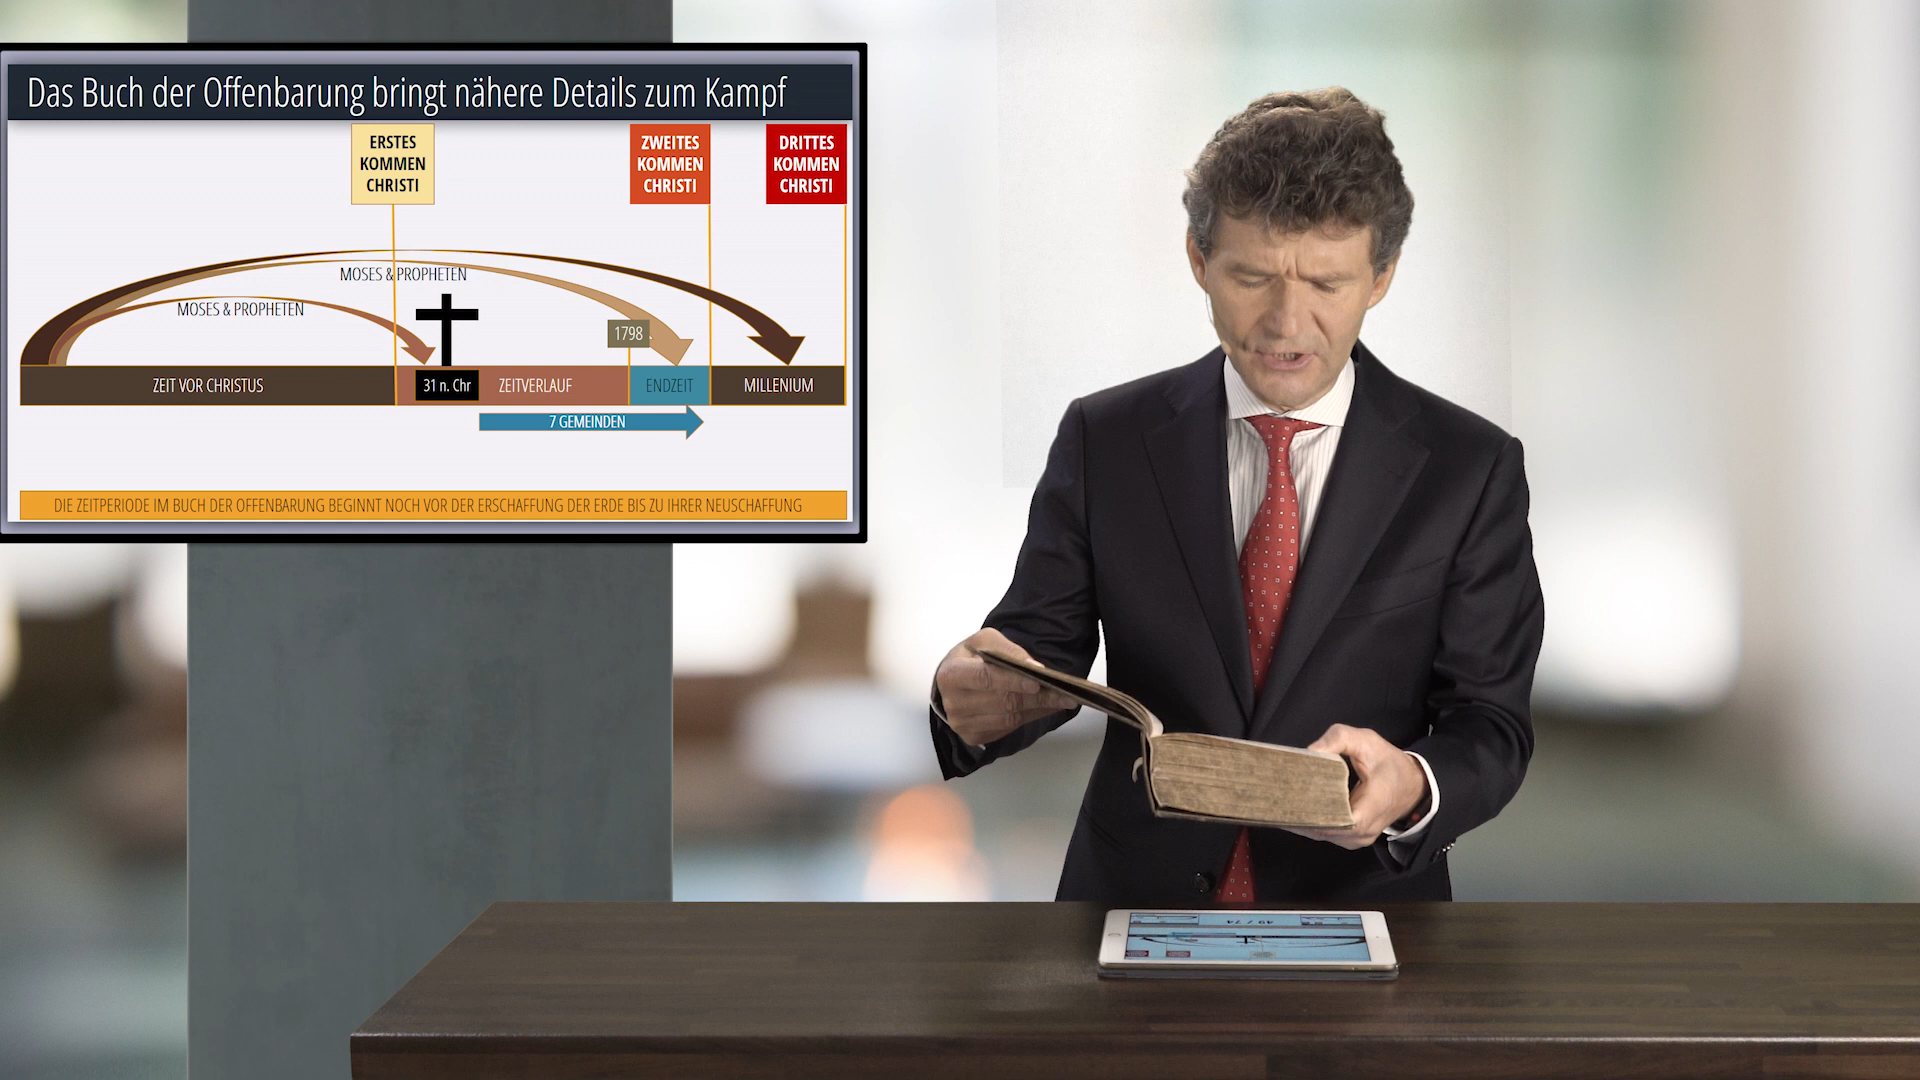 Das Buch der Offenbarung bringt nähere Details zum Kampf
ERSTES
KOMMEN
CHRISTI
ZWEITES
KOMMEN
CHRISTI
DRITTES
KOMMEN
CHRISTI
MOSES & PROPHETEN
MOSES & PROPHETEN
1798
ZEIT VOR CHRISTUS
31 n. Chr
ZEITVERLAUF
ENDZEIT
MILLENIUM
7 GEMEINDEN
DIE ZEITPERIODE IM BUCH DER OFFENBARUNG BEGINNT NOCH VOR DER ERSCHAFFUNG DER ERDE BIS ZU IHRER NEUSCHAFFUNG
49 / 74